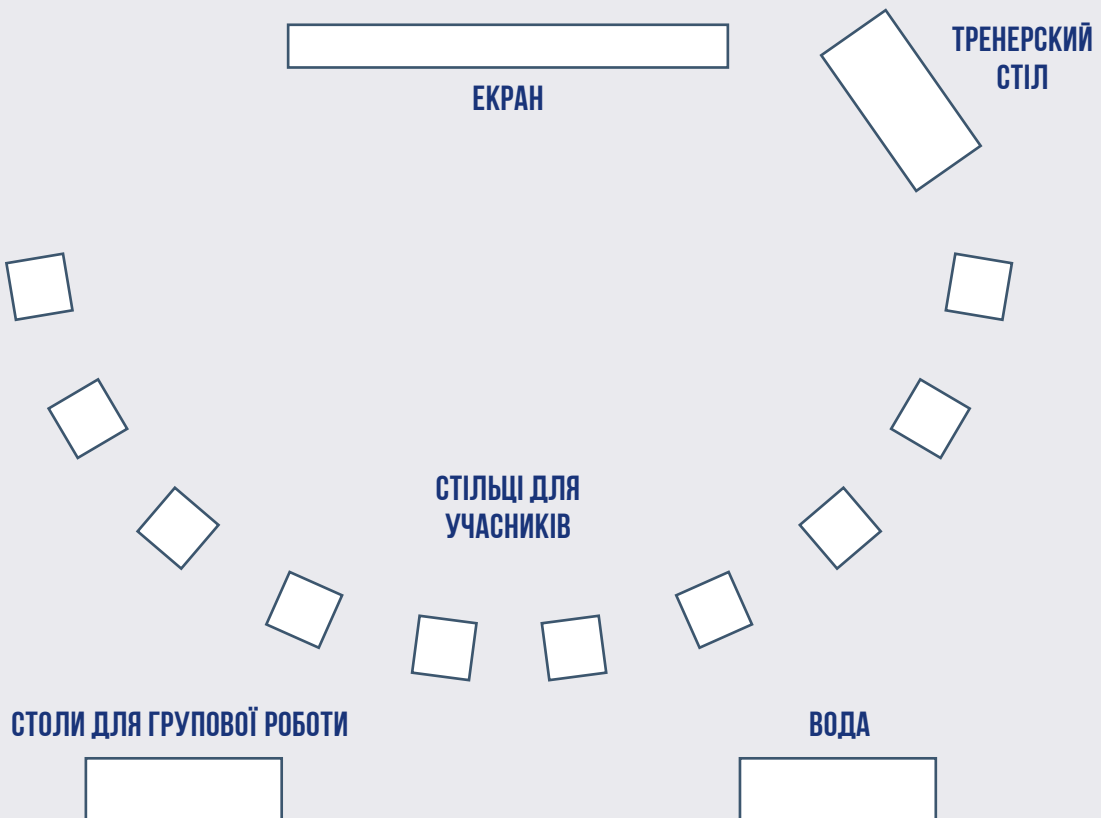 ТРЕНЕРСКИЙ
СТІЛ
ЕКРАН
СТІЛЬЦІ ДЛЯ
УЧАСНИКІВ
СТОЛИ ДЛЯ ГРУПОВОЇ РОБОТИ
ВОДА